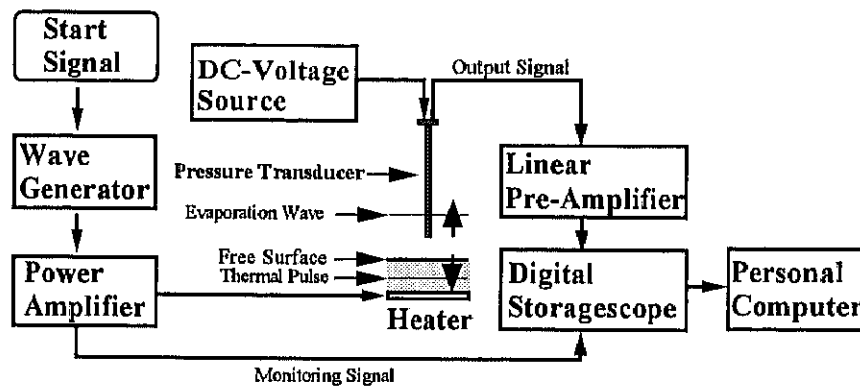 Start
Signal
DC-Voltage
Source
Output Signal
Wave
Generator
Pressure Transducer
Linear
Pre-Amplifier
Evaporation Wave
Free Surface
Thermal Pulse
Power
Amplifier
Heater
Digital
Storagescope
Personal
Computer
Monitoring Signal